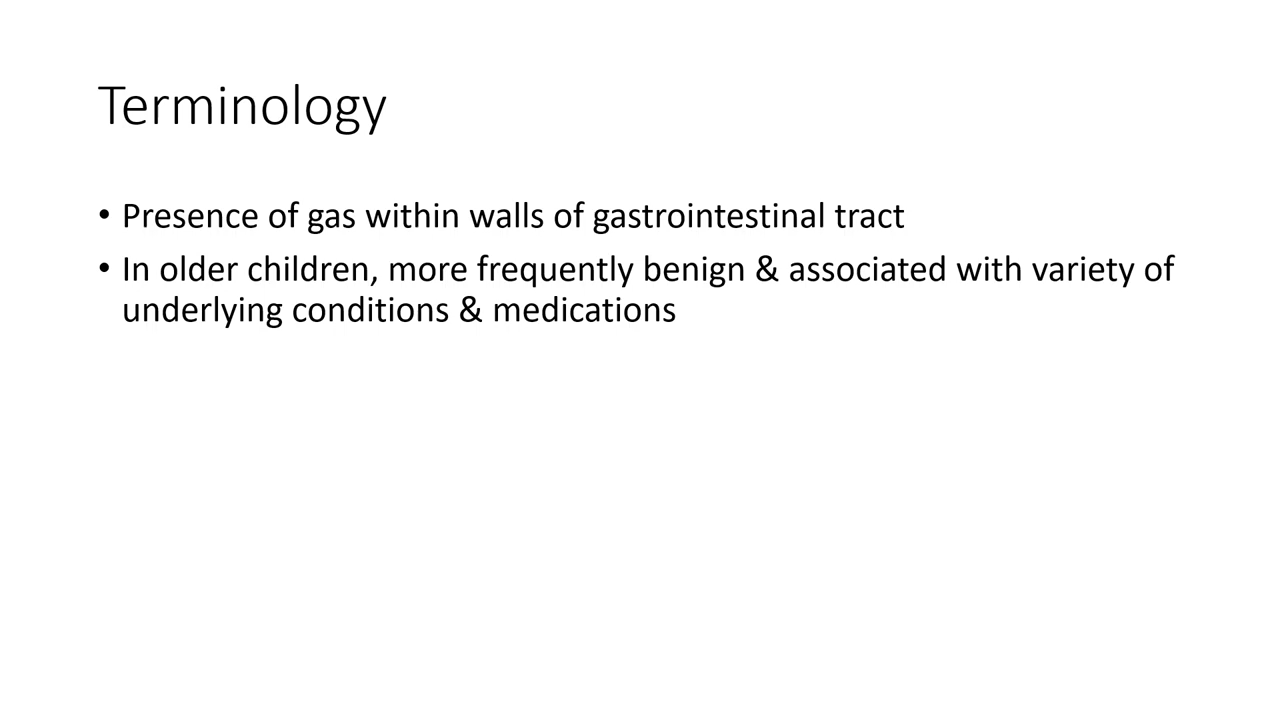 Terminology
• Presence of gas within walls of gastrointestinal tract
• In older children, more frequently benign & associated with variety of
underlying conditions & medications